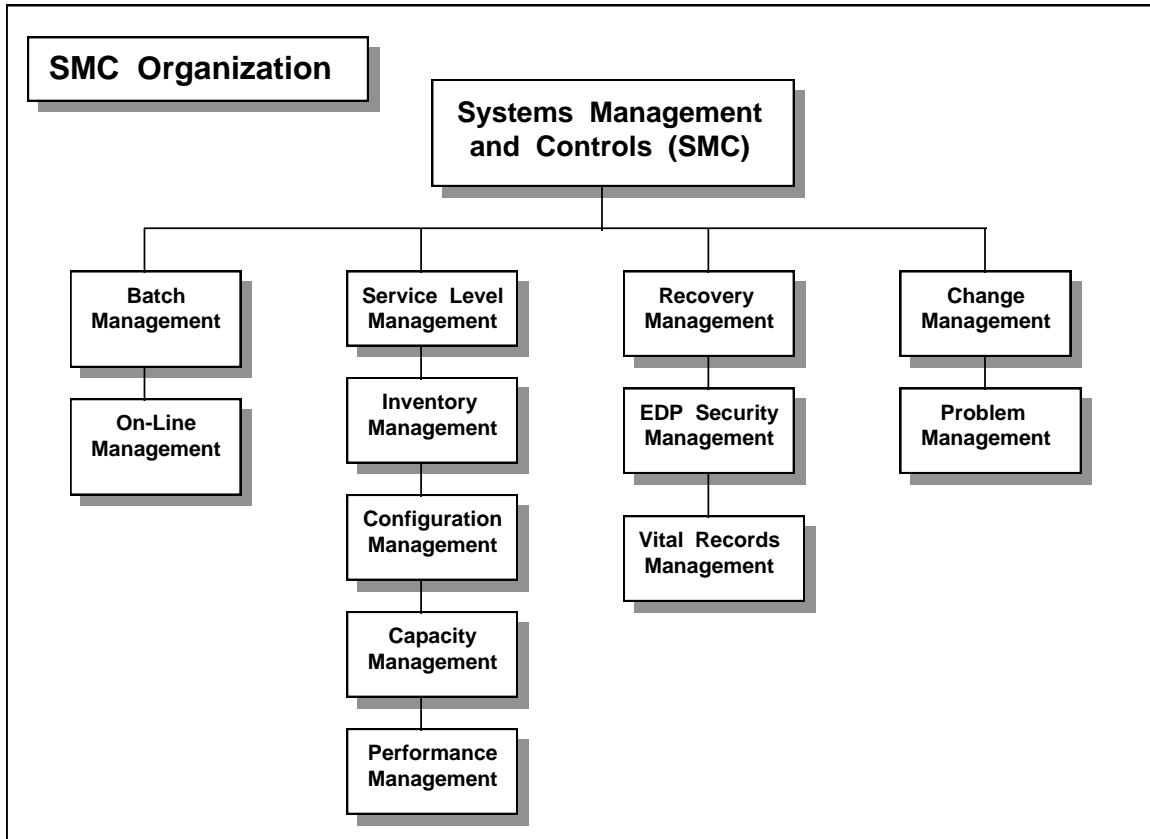 SMC Organization
Systems Management
and Controls (SMC)
Batch
Management
Service Level
Management
Recovery
Management
Change
Management
On-Line
Management
Inventory
Management
EDP Security
Management
Problem
Management
Configuration
Management
Vital Records
Management
Capacity
Management
Performance
Management